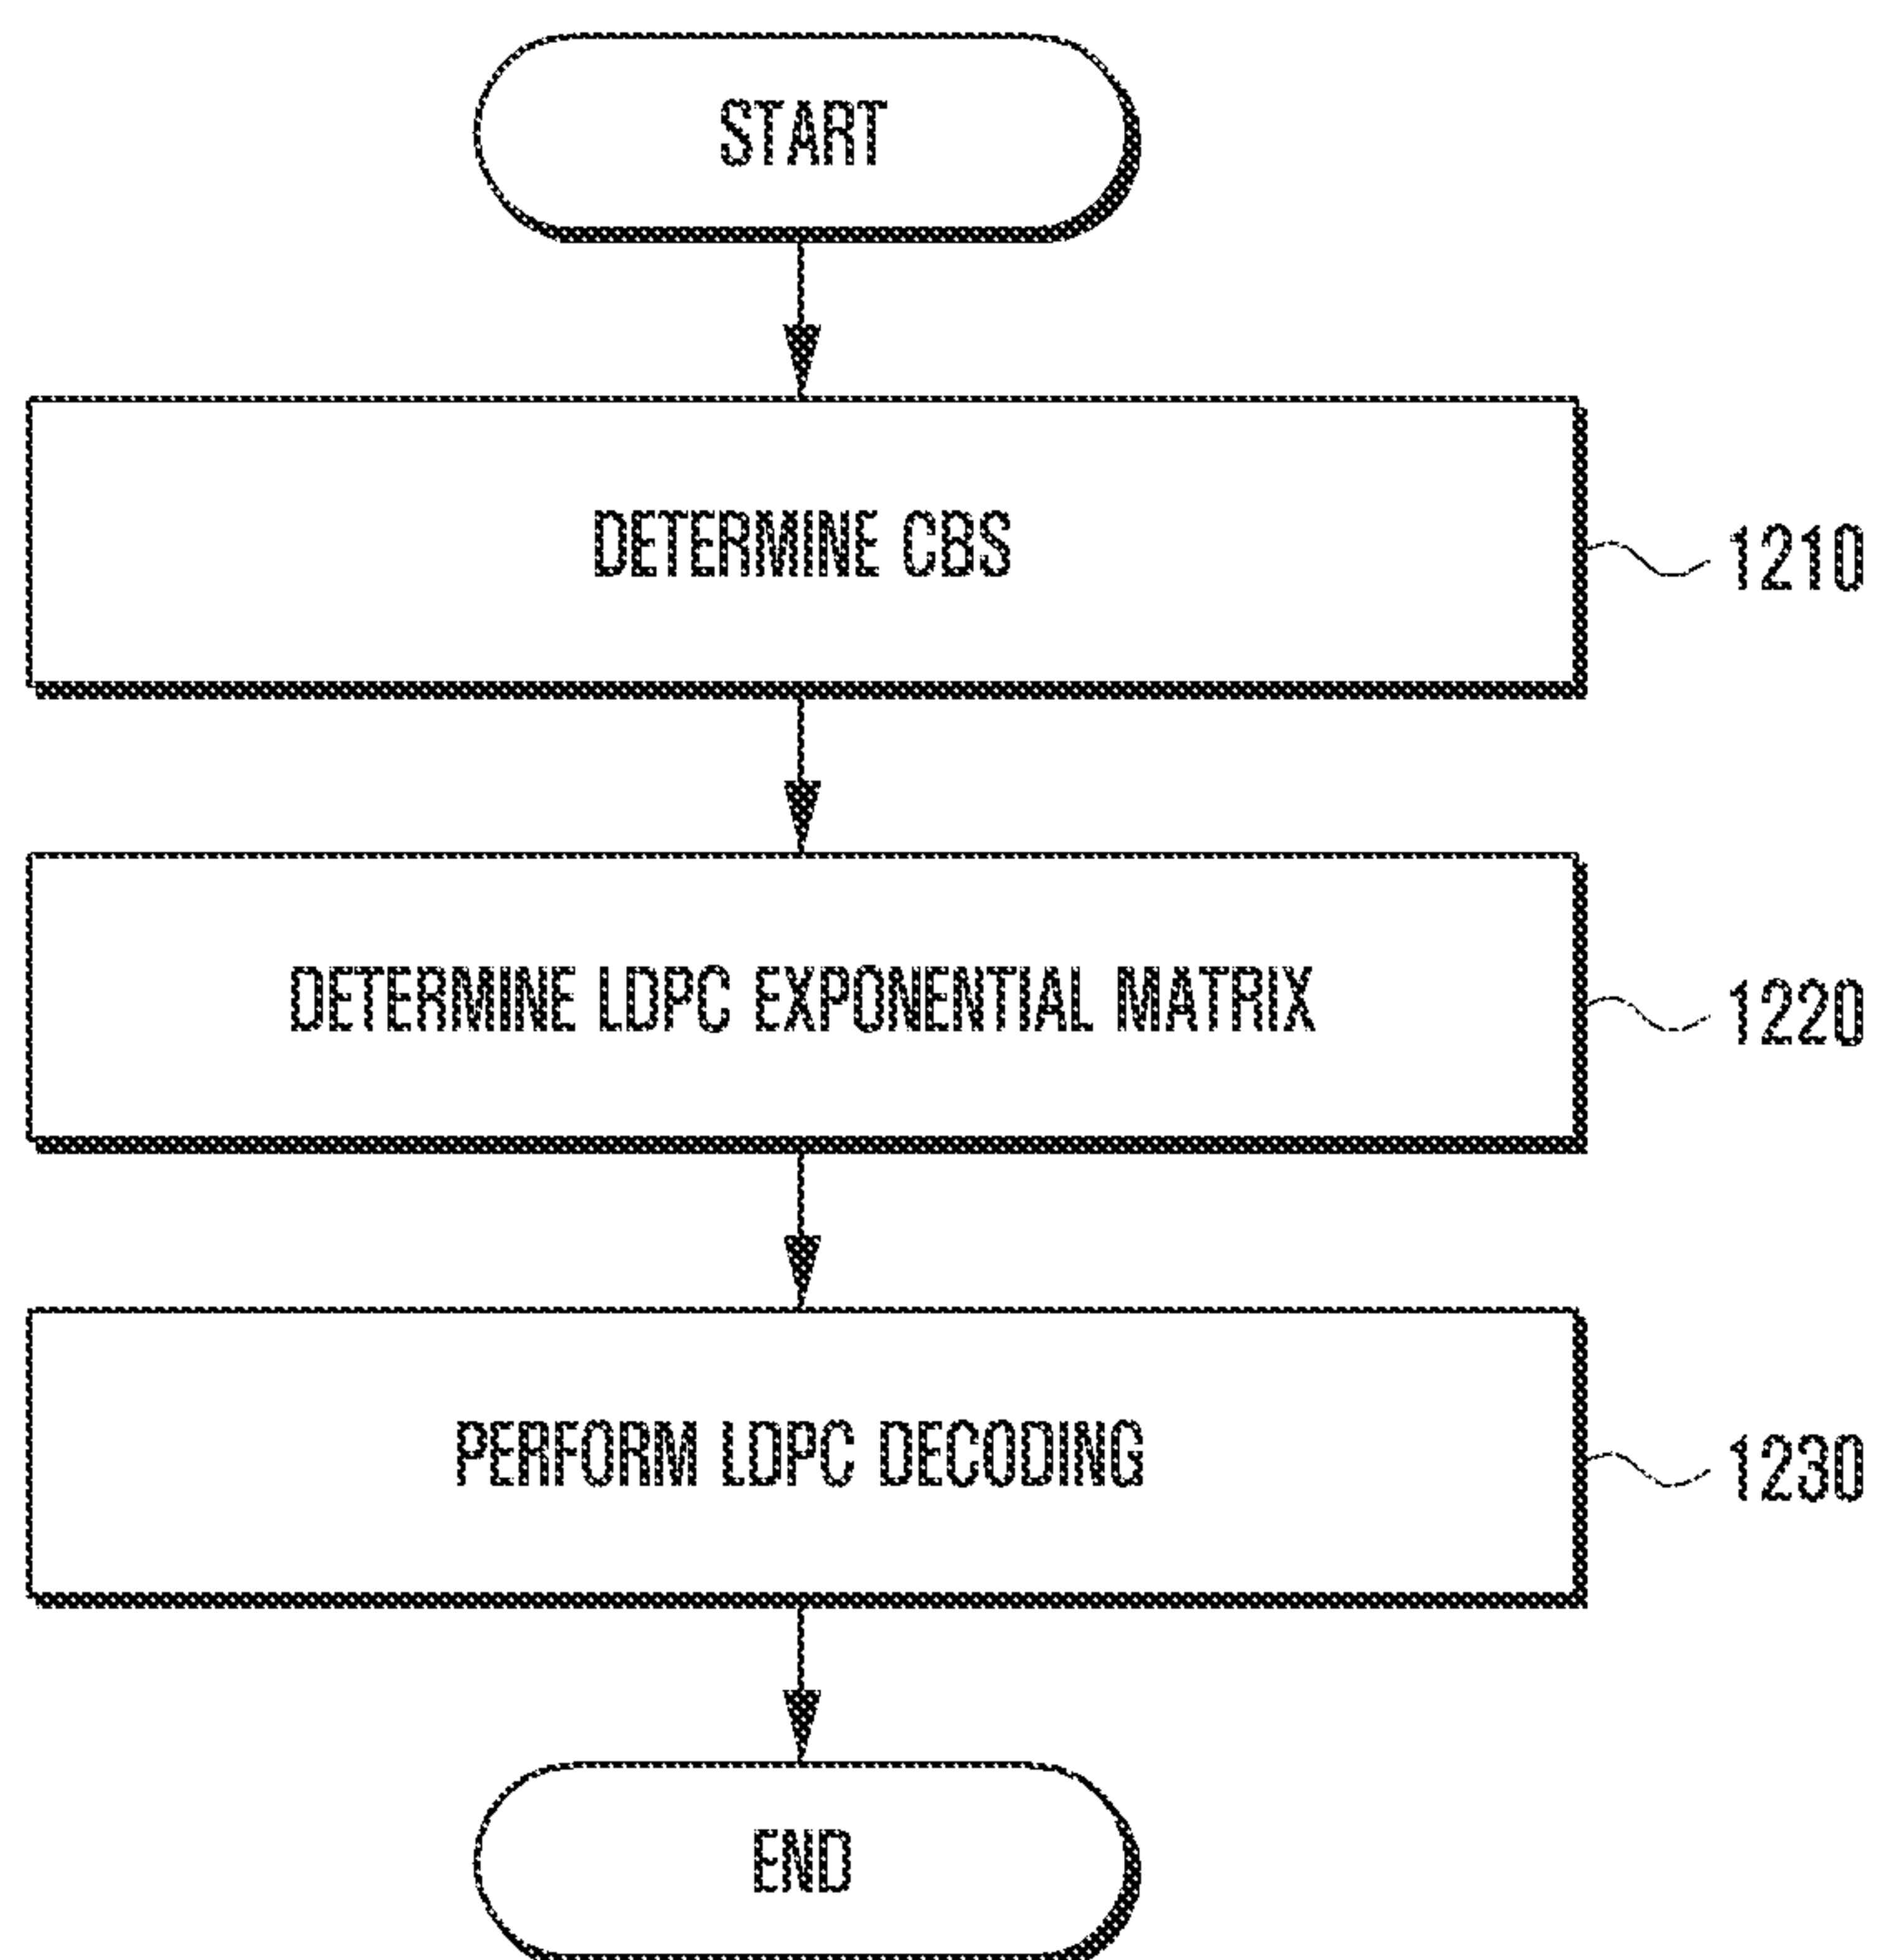 START
DETERMINE CBS
1210
DETERMINE LDPC EXPONENTIAL MATRIX
1220
PERFORM LDPC DECODING
1230
END